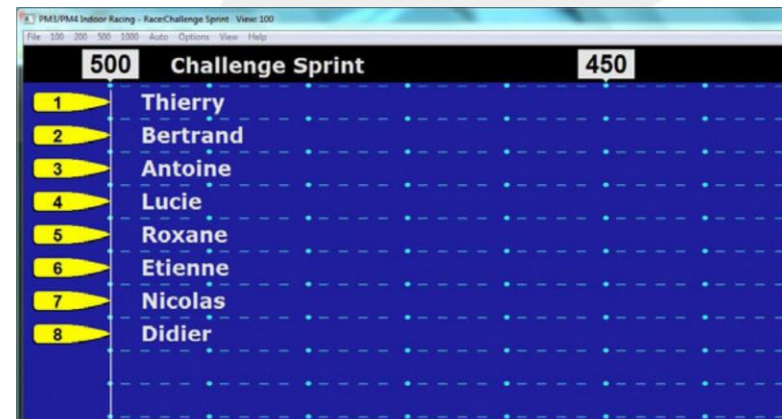 PM3/PM4 Indoor Racing - Race:Challenge Sprint View: 100
File 100 200 500 1000 Auto Options View Help
500 Challenge Sprint 450
1 Thierry
2 Bertrand
3 Antoine
4 Lucie
5 Roxane
6 Etienne
7 Nicolas
8 Didier